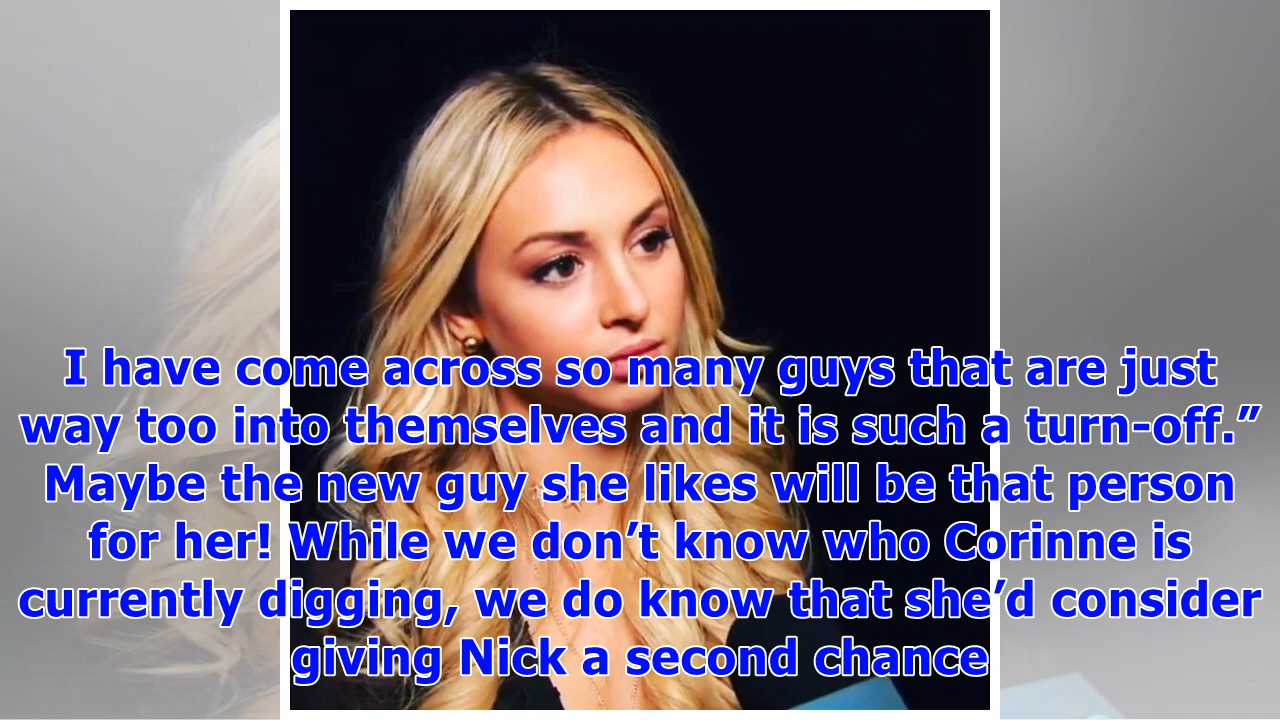 I have come across so many guys that are just
way too into themselves and it is such a turn-off.”
Maybe the new guy she likes will be that person
for her! While we don’t know who Corinne is
currently digging, we do know that she’d consider
giving Nick a second chance